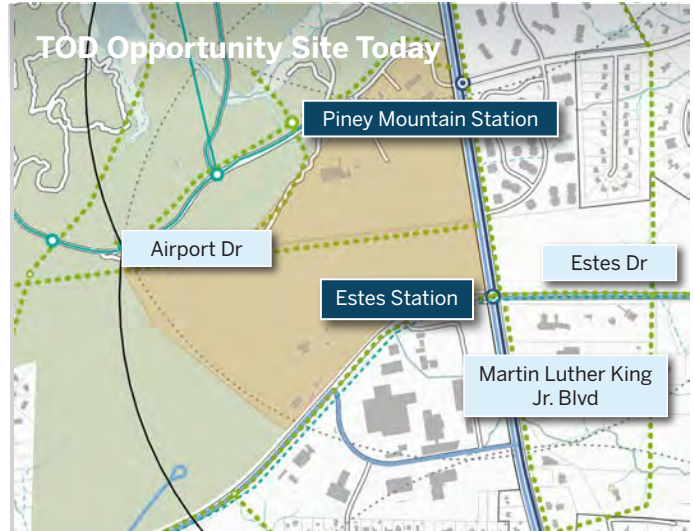 TOD Opportunity Site Today
Piney Mountain Station
Airport Dr
Estes Dr
Estes Station
Martin Luther King
Jr. Blvd